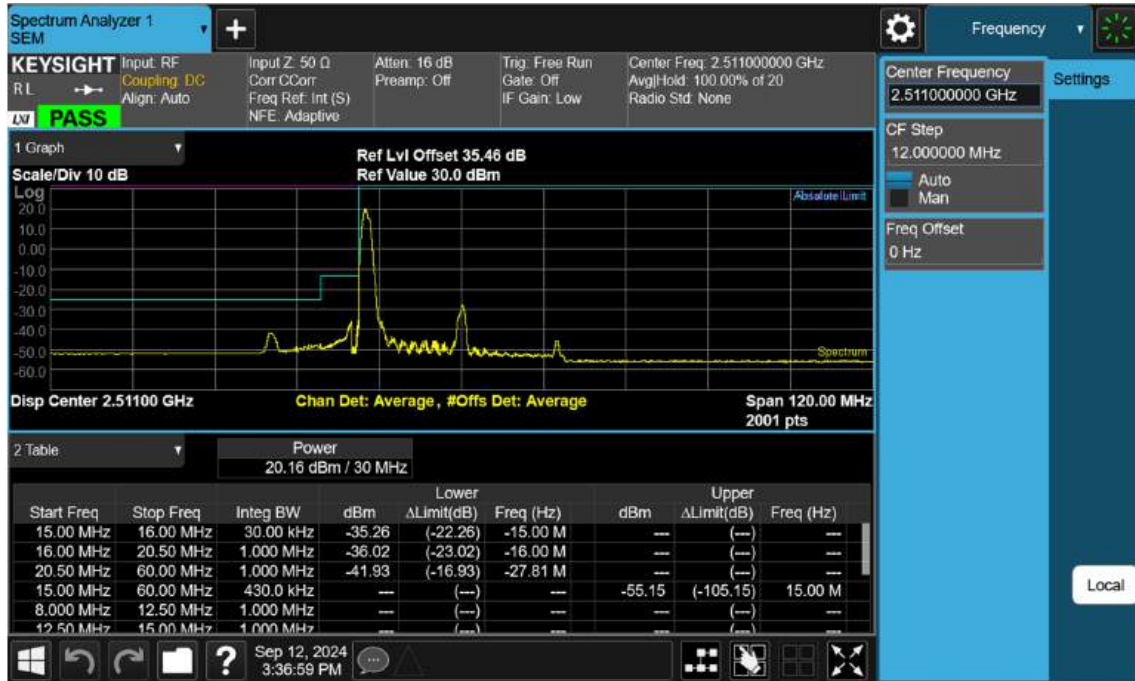 Spectrum Analyzer 1
SEM
+
Frequency
KEYSIGHT
RL
LXI
PASS
Input: RF
Coupling: DC
Align: Auto
Input Z: 50 Ω
Corr CCorr
Freq Ref: Int (S)
NFE: Adaptive
Atten: 16 dB
Preamp: Off
Trig: Free Run
Gate: Off
IF Gain: Low
Center Freq: 2.511000000 GHz
Avg|Hold: 100.00% of 20
Radio Std: None
Center Frequency
2.511000000 GHz
Settings
CF Step
12.000000 MHz
Auto
Man
Freq Offset
0 Hz
1 Graph
Scale/Div 10 dB
Ref Lvl Offset 35.46 dB
Ref Value 30.0 dBm
Log
Absolute Limit
20.0
10.0
0.00
-10.0
-20.0
-30.0
-40.0
-50.0
Spectrum
-60.0
Disp Center 2.51100 GHz
Chan Det: Average, #Offs Det: Average
Span 120.00 MHz
2001 pts
2 Table
Power
20.16 dBm / 30 MHz
Lower Upper
Start Freq Stop Freq Integ BW dBm ΔLimit(dB) Freq (Hz) dBm ΔLimit(dB) Freq (Hz)
15.00 MHz 16.00 MHz 30.00 kHz -35.26 (-22.26) -15.00 M --- (---) ---
16.00 MHz 20.50 MHz 1.000 MHz -36.02 (-23.02) -16.00 M --- (---) ---
20.50 MHz 60.00 MHz 1.000 MHz -41.93 (-16.93) -27.81 M --- (---) ---
15.00 MHz 60.00 MHz 430.0 kHz --- (---) --- -55.15 (-105.15) 15.00 M
8.000 MHz 12.50 MHz 1.000 MHz --- (---) --- --- (---) ---
12.50 MHz 15.00 MHz 1.000 MHz --- (---) --- --- (---) ---
Local
?
Sep 12, 2024
3:36:59 PM